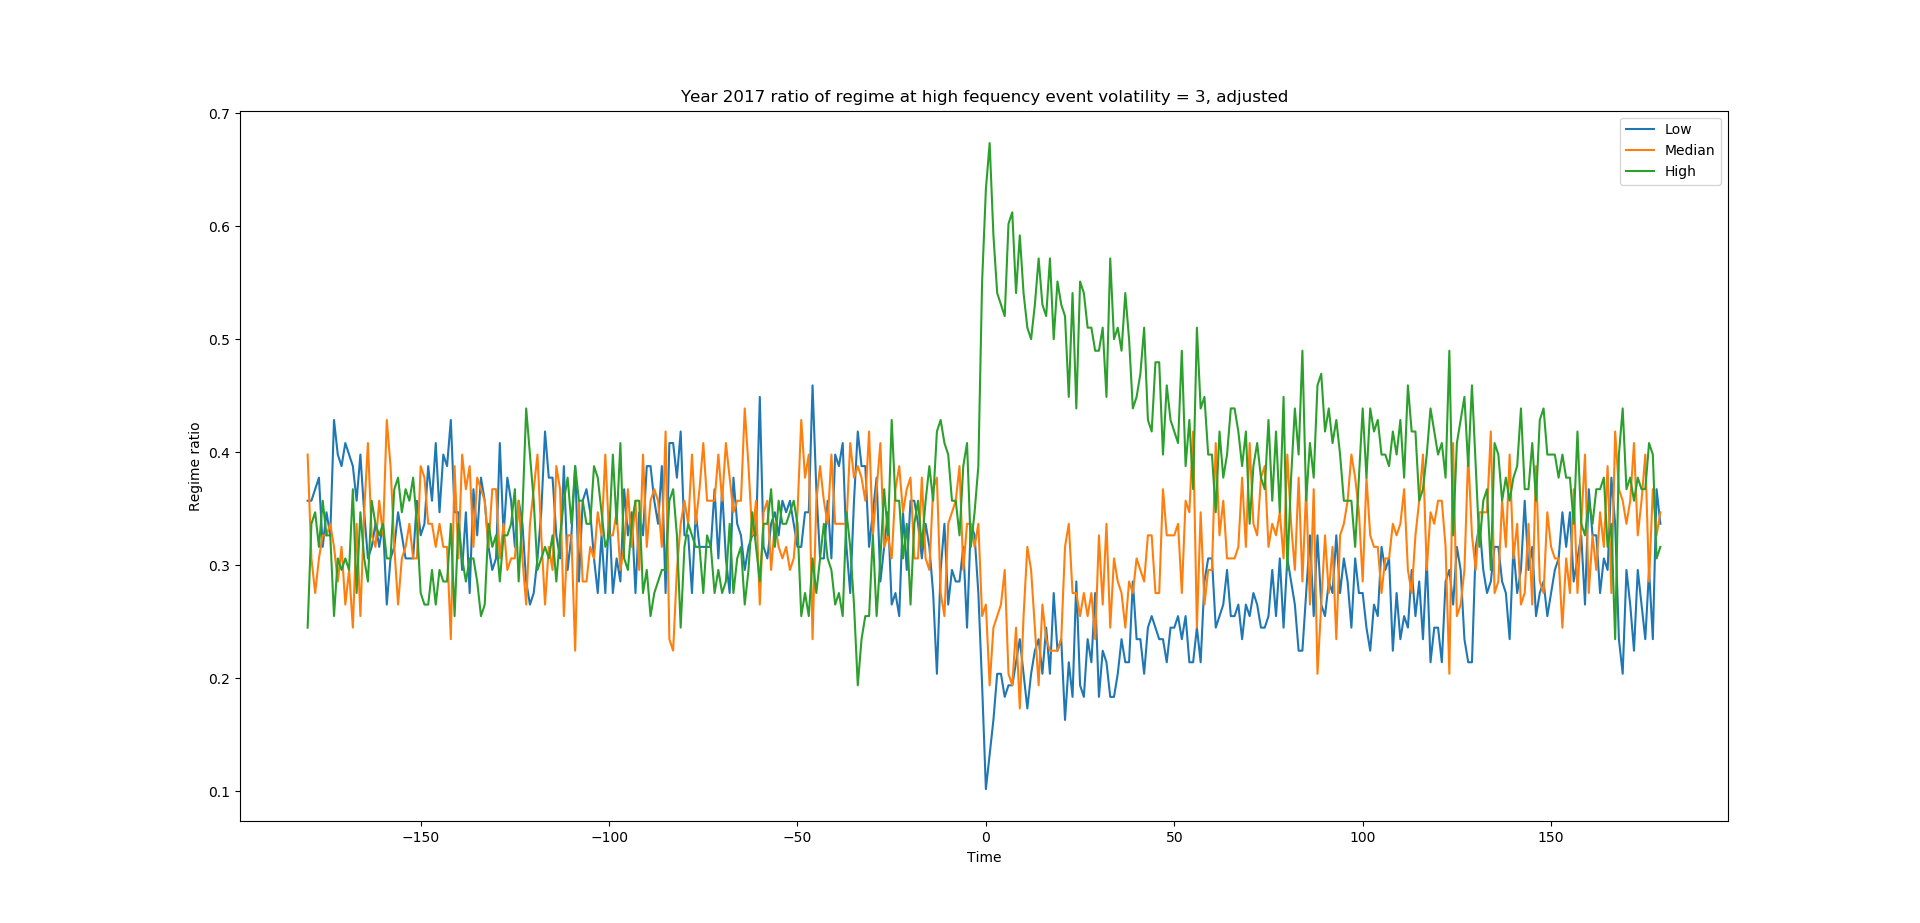 Year 2017 ratio of regime at high fequency event volatility = 3, adjusted
0.7
0.6
0.5
0.4
0.3
0.2
0.1
Regime ratio
Low
Median
High
−150
−100
−50
0
50
100
150
Time